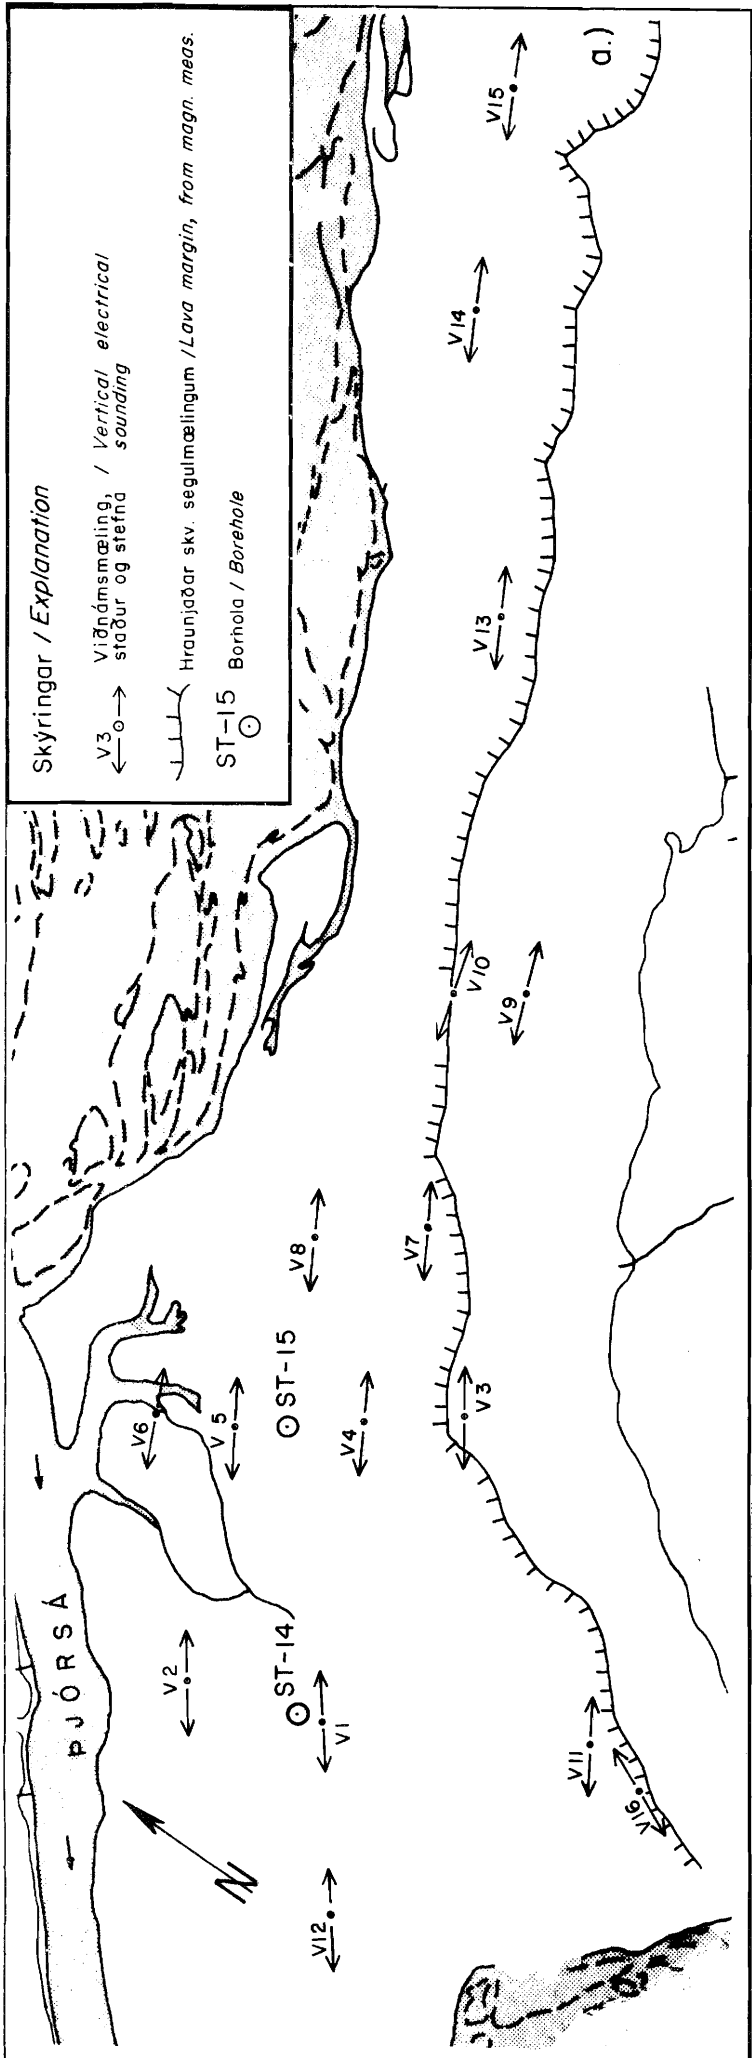 Skýringar / Explanation
V3 Viðnámsmæling, / Vertical electrical
staður og stefna sounding
Hraunjaðar skv. segulmælingum / Lava margin, from magn. meas.
ST-15
Borhola / Borehole
a.)
ÞJÓRSÁ
N
V12
V2
ST-14
V1
V11
V16
V6
V5
ST-15
V4
V3
V8
V7
V10
V9
V13
V14
V15